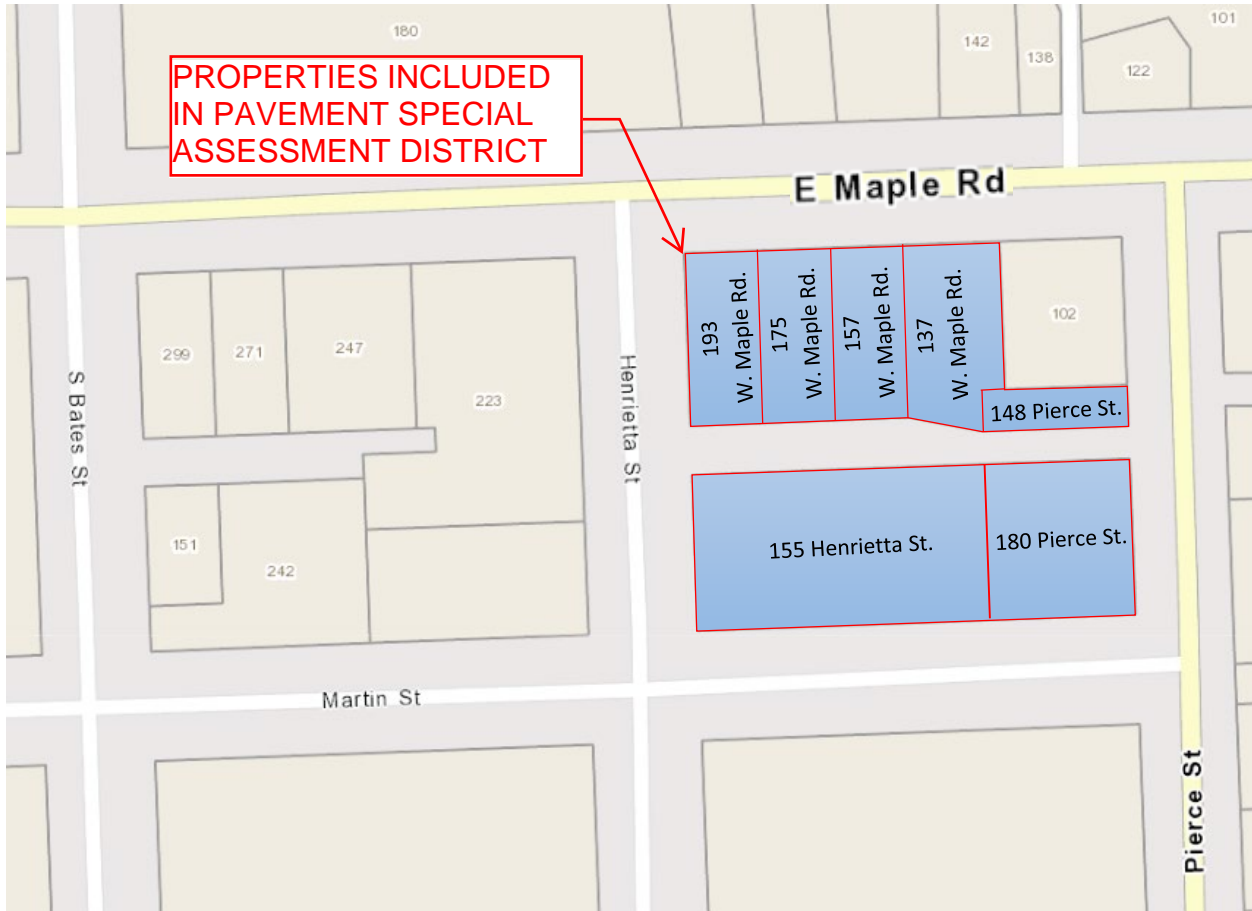 180
142
138
101
122
PROPERTIES INCLUDED
IN PAVEMENT SPECIAL
ASSESSMENT DISTRICT
E Maple Rd
299
271
247
223
193
W. Maple Rd.
175
W. Maple Rd.
157
W. Maple Rd.
137
W. Maple Rd.
102
148 Pierce St.
S Bates St
Henrietta St
151
242
155 Henrietta St.
180 Pierce St.
Martin St
Pierce St